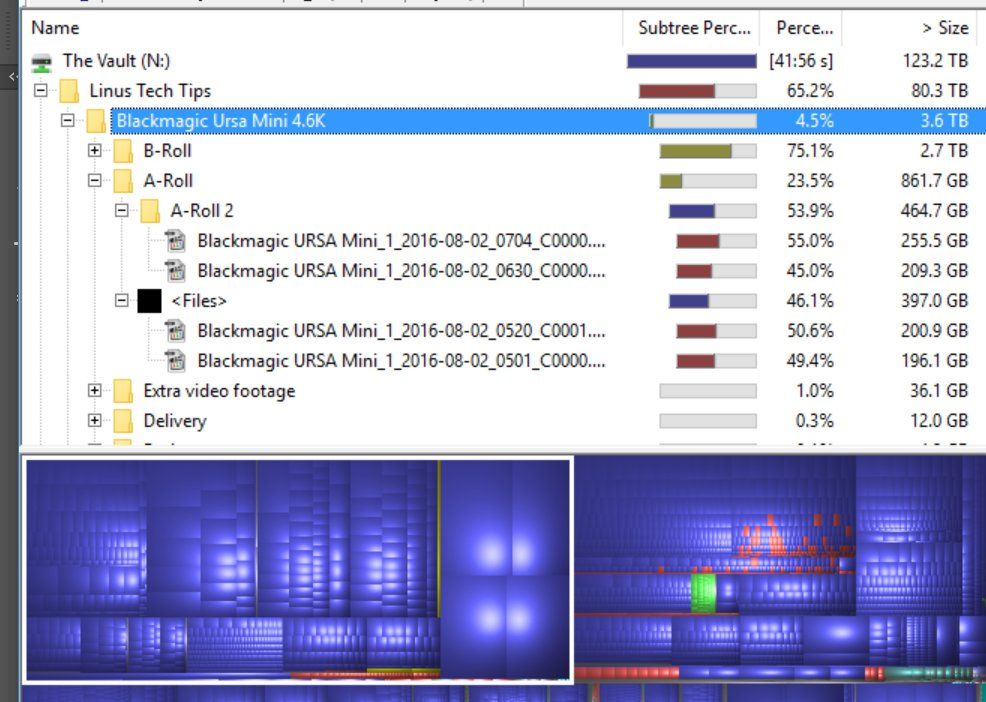 Name Subtree Perc... Perce... > Size
The Vault (N:) [41:56 s] 123.2 TB
Linus Tech Tips 65.2% 80.3 TB
Blackmagic Ursa Mini 4.6K 4.5% 3.6 TB
B-Roll 75.1% 2.7 TB
A-Roll 23.5% 861.7 GB
A-Roll 2 53.9% 464.7 GB
Blackmagic URSA Mini_1_2016-08-02_0704_C0000.... 55.0% 255.5 GB
Blackmagic URSA Mini_1_2016-08-02_0630_C0000.... 45.0% 209.3 GB
<Files> 46.1% 397.0 GB
Blackmagic URSA Mini_1_2016-08-02_0520_C0001.... 50.6% 200.9 GB
Blackmagic URSA Mini_1_2016-08-02_0501_C0000.... 49.4% 196.1 GB
Extra video footage 1.0% 36.1 GB
Delivery 0.3% 12.0 GB